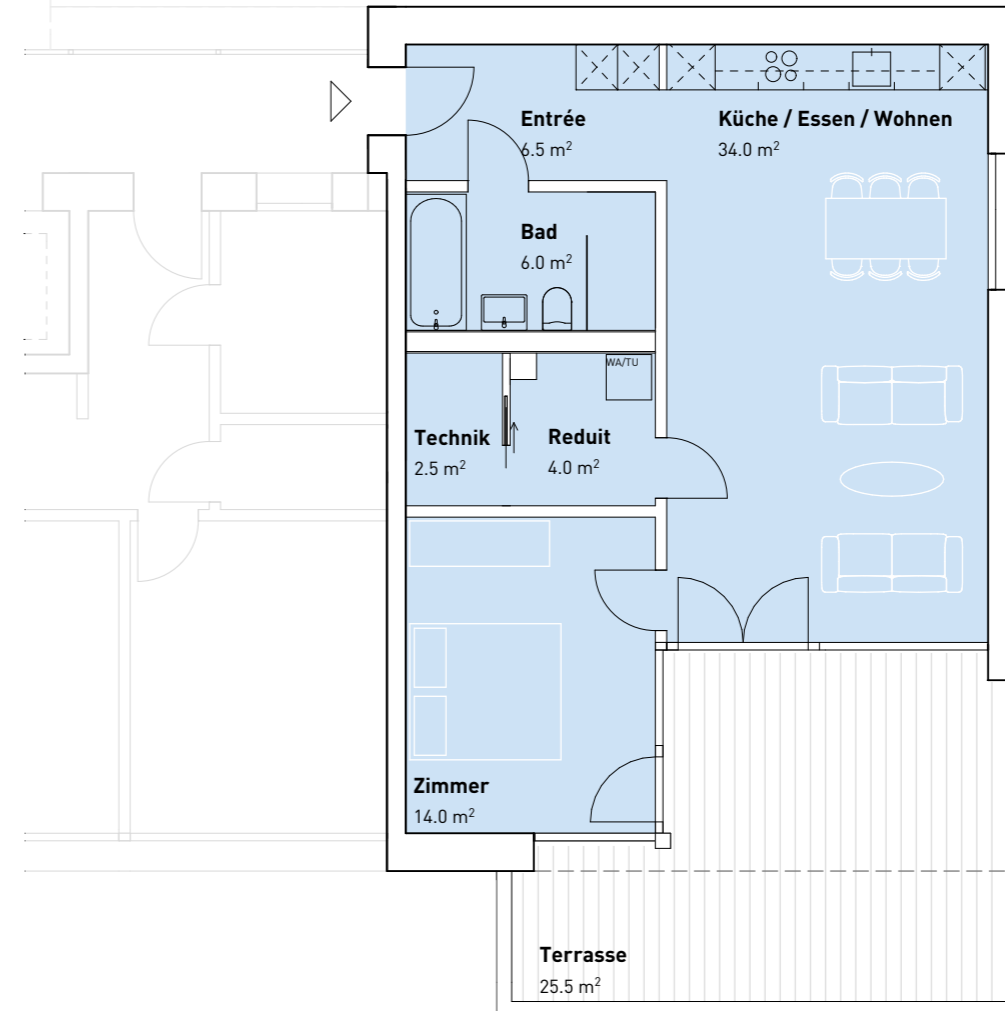 Entrée
6.5 m²
Küche / Essen / Wohnen
34.0 m²
Bad
6.0 m²
WA/TU
Technik
2.5 m²
Reduit
4.0 m²
Zimmer
14.0 m²
Terrasse
25.5 m²